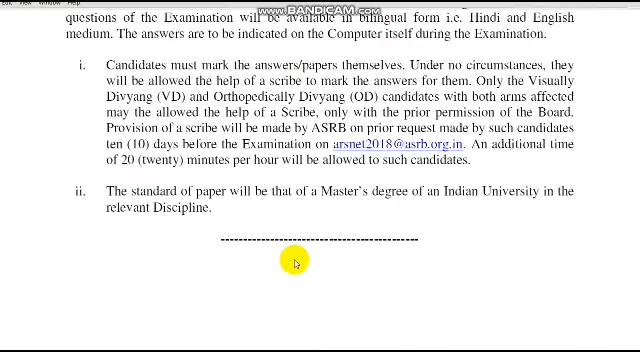 Edit View Window Help
WWW.BANDICAM.COM
questions of the Examination will be available in bilingual form i.e. Hindi and English
medium. The answers are to be indicated on the Computer itself during the Examination.
i. Candidates must mark the answers/papers themselves. Under no circumstances, they
will be allowed the help of a scribe to mark the answers for them. Only the Visually
Divyang (VD) and Orthopedically Divyang (OD) candidates with both arms affected
may the allowed the help of a Scribe, only with the prior permission of the Board.
Provision of a scribe will be made by ASRB on prior request made by such candidates
ten (10) days before the Examination on arsnet2018@asrb.org.in. An additional time
of 20 (twenty) minutes per hour will be allowed to such candidates.
ii. The standard of paper will be that of a Master's degree of an Indian University in the
relevant Discipline.
--------------------------------------------